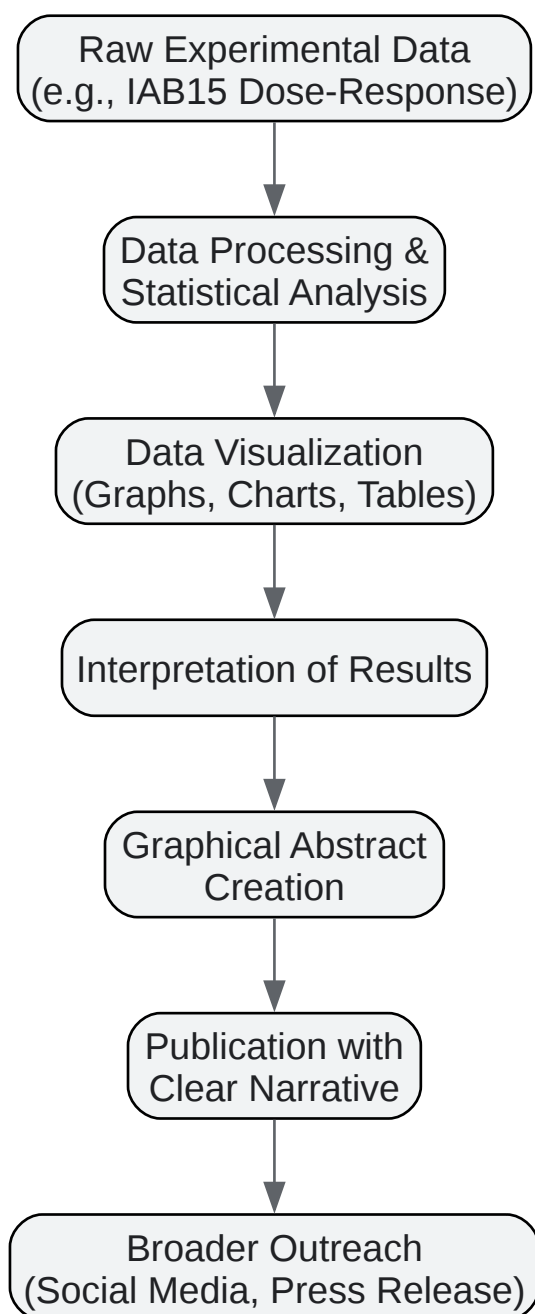 Raw Experimental Data
(e.g., IAB15 Dose-Response)
Data Processing &
Statistical Analysis
Data Visualization
(Graphs, Charts, Tables)
Interpretation of Results
Graphical Abstract
Creation
Publication with
Clear Narrative
Broader Outreach
(Social Media, Press Release)